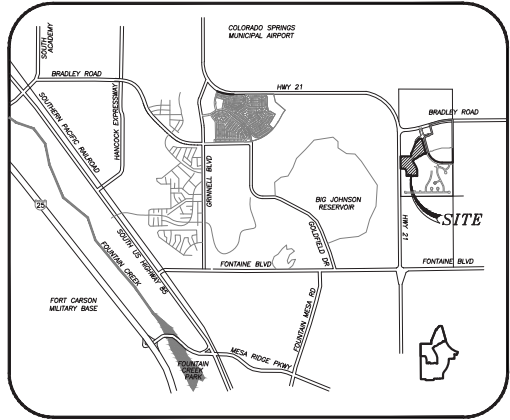 COLORADO SPRINGS
MUNICIPAL AIRPORT
SOUTH
ACADEMY
BRADLEY ROAD
HWY 21
BRADLEY ROAD
SOUTHERN PACIFIC RAILROAD
HANCOCK EXPRESSWAY
GRINNELL BLVD
BIG JOHNSON
RESERVOIR
25
GOLDFIELD DR
HWY 21
SITE
SOUTH US HIGHWAY 85
FOUNTAIN CREEK
FONTAINE BLVD
FOUNTAINE BLVD
FORT CARSON
MILITARY BASE
FOUNTAIN MESA RD
MESA RIDGE PKWY
FOUNTAIN
CREEK
PARK